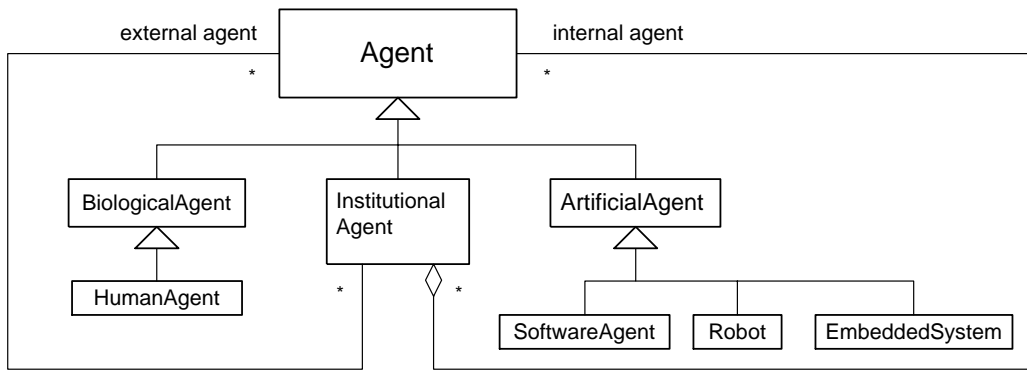 external agent
Agent
internal agent
*
*
BiologicalAgent
Institutional
Agent
ArtificialAgent
HumanAgent
*
*
SoftwareAgent
Robot
EmbeddedSystem